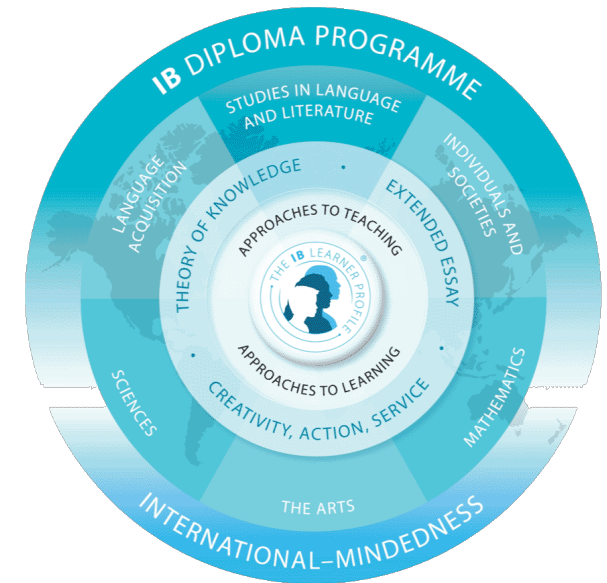 IB DIPLOMA PROGRAMME
STUDIES IN LANGUAGE
AND LITERATURE
INDIVIDUALS AND
SOCIETIES
MATHEMATICS
THE ARTS
SCIENCES
LANGUAGE
ACQUISITION
THEORY OF KNOWLEDGE
•
EXTENDED ESSAY
•
CREATIVITY, ACTION, SERVICE
•
APPROACHES TO TEACHING
• THE IB LEARNER PROFILE •
®
APPROACHES TO LEARNING
INTERNATIONAL–MINDEDNESS